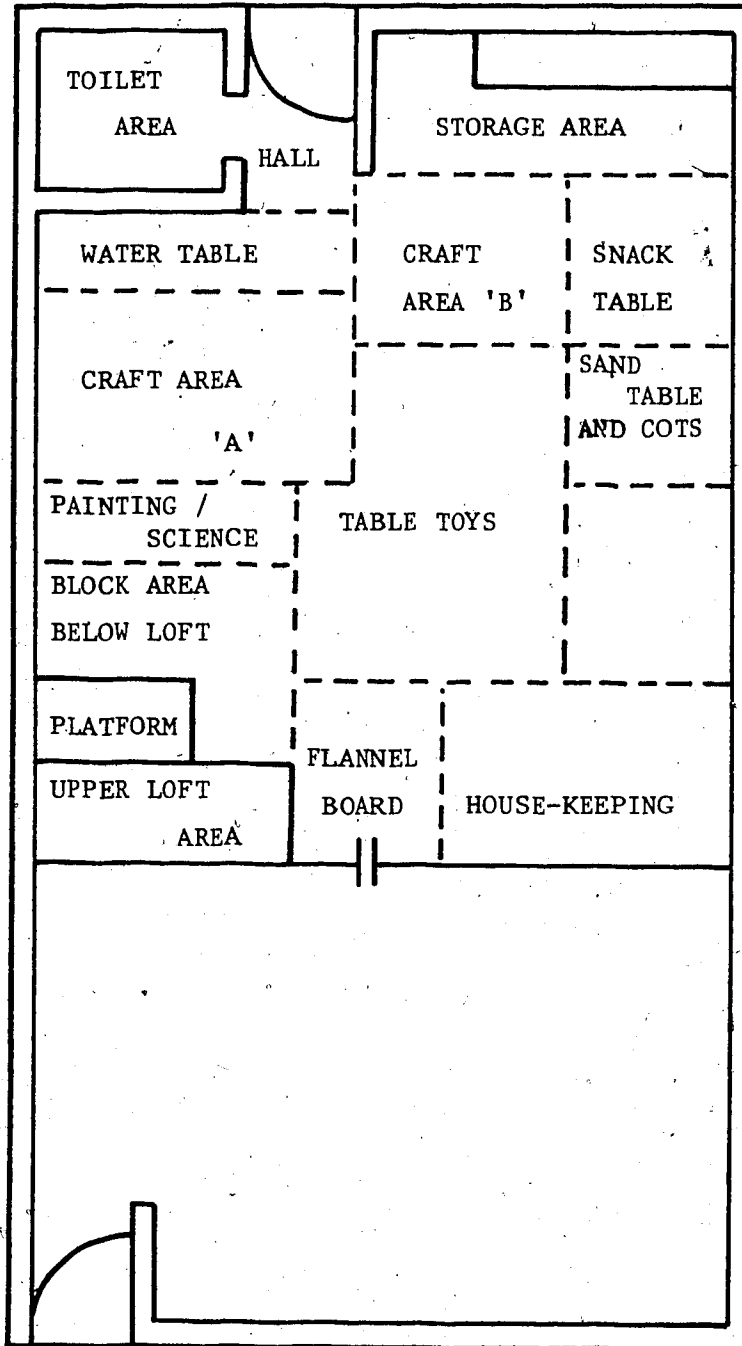 TOILET
AREA
HALL
STORAGE AREA
WATER TABLE
CRAFT
AREA 'B'
SNACK
TABLE
CRAFT AREA
'A'
SAND
TABLE
AND COTS
PAINTING /
SCIENCE
TABLE TOYS
BLOCK AREA
BELOW LOFT
PLATFORM
UPPER LOFT
AREA
FLANNEL
BOARD
HOUSE-KEEPING